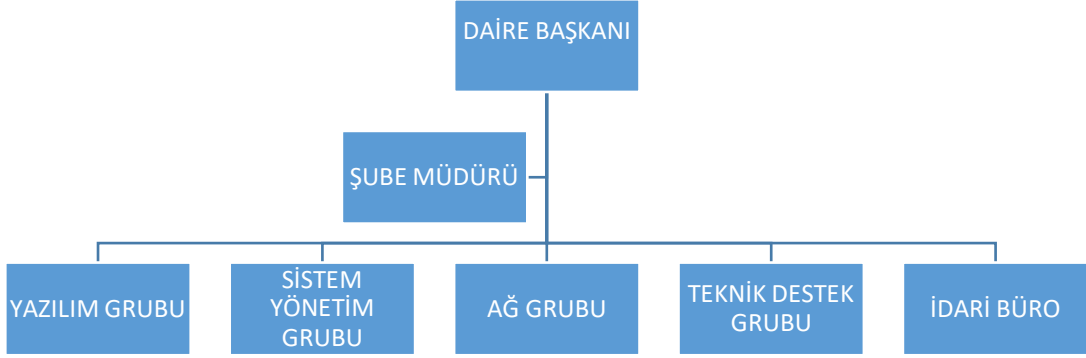 DAİRE BAŞKANI
ŞUBE MÜDÜRÜ
YAZILIM GRUBU
SİSTEM
YÖNETİM
GRUBU
AĞ GRUBU
TEKNİK DESTEK
GRUBU
İDARİ BÜRO